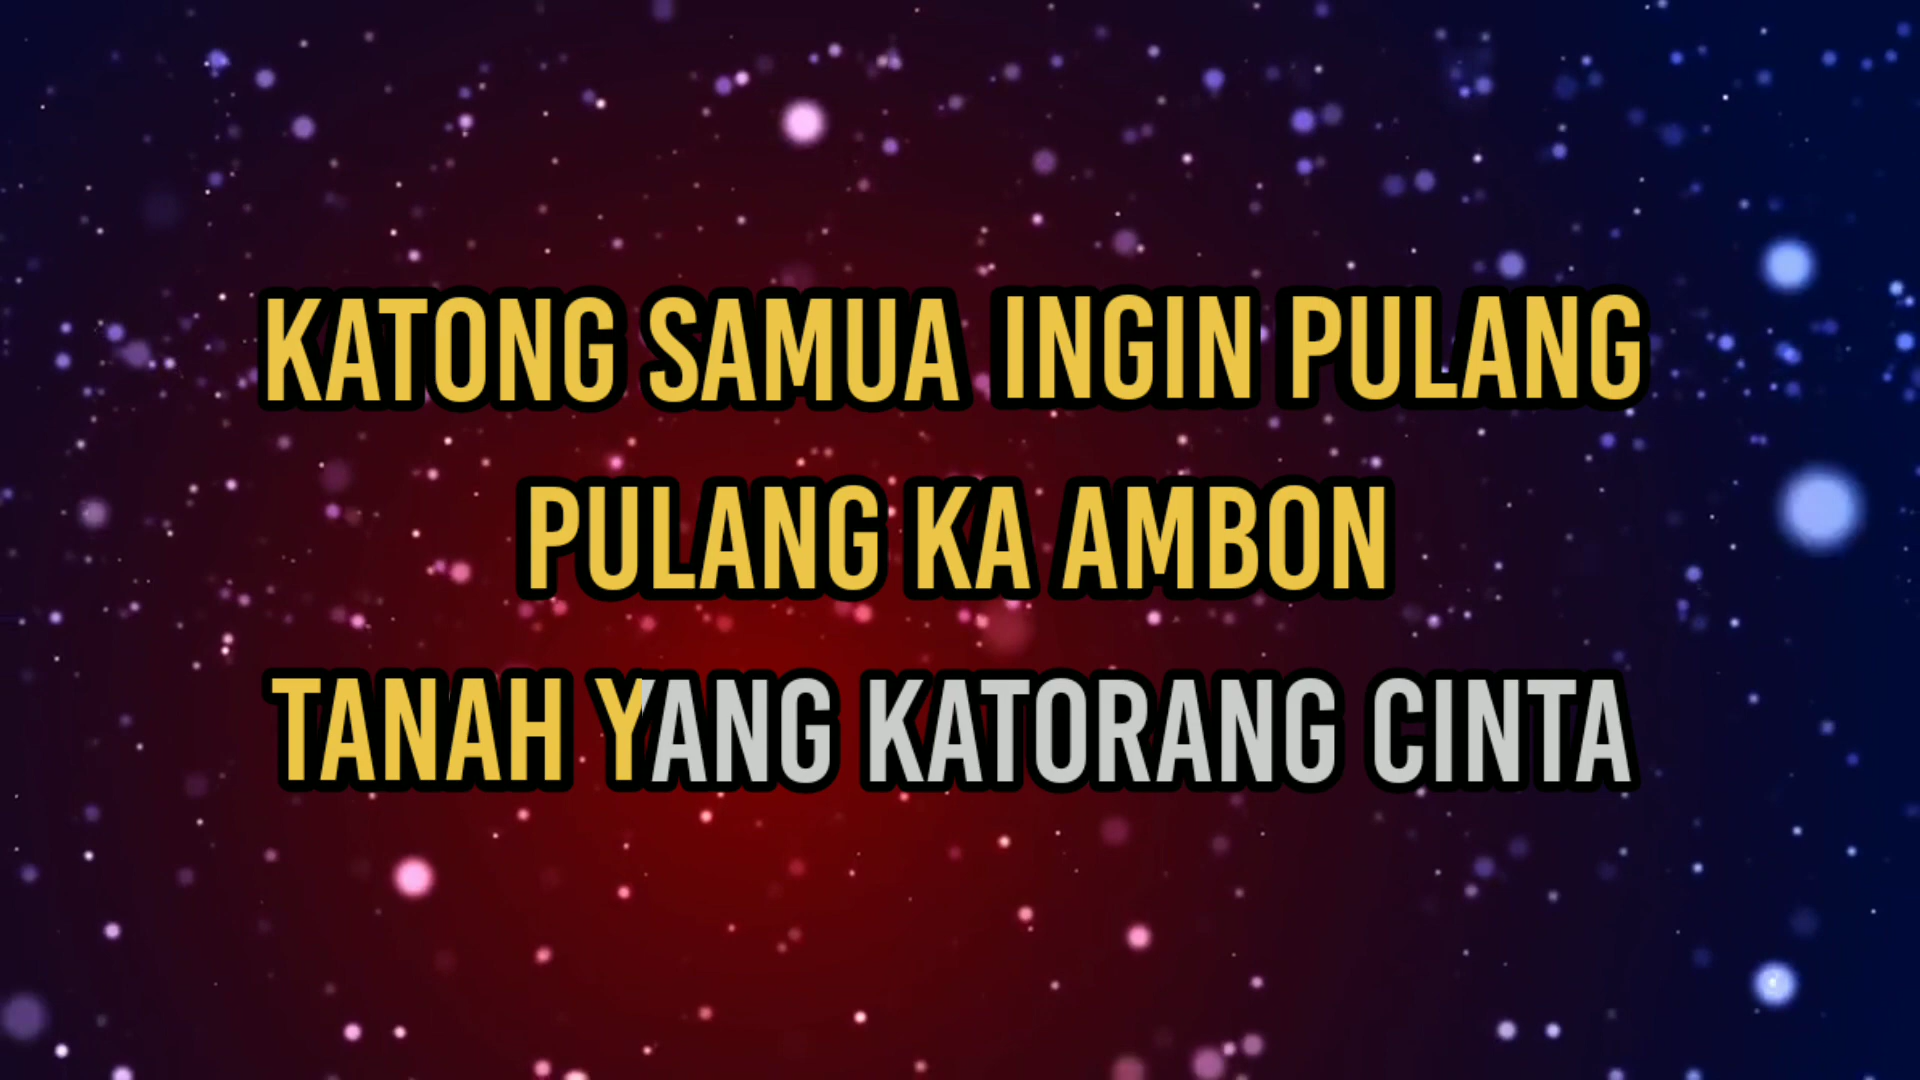 KATONG SAMUA INGIN PULANG
PULANG KA AMBON
TANAH YANG KATORANG CINTA